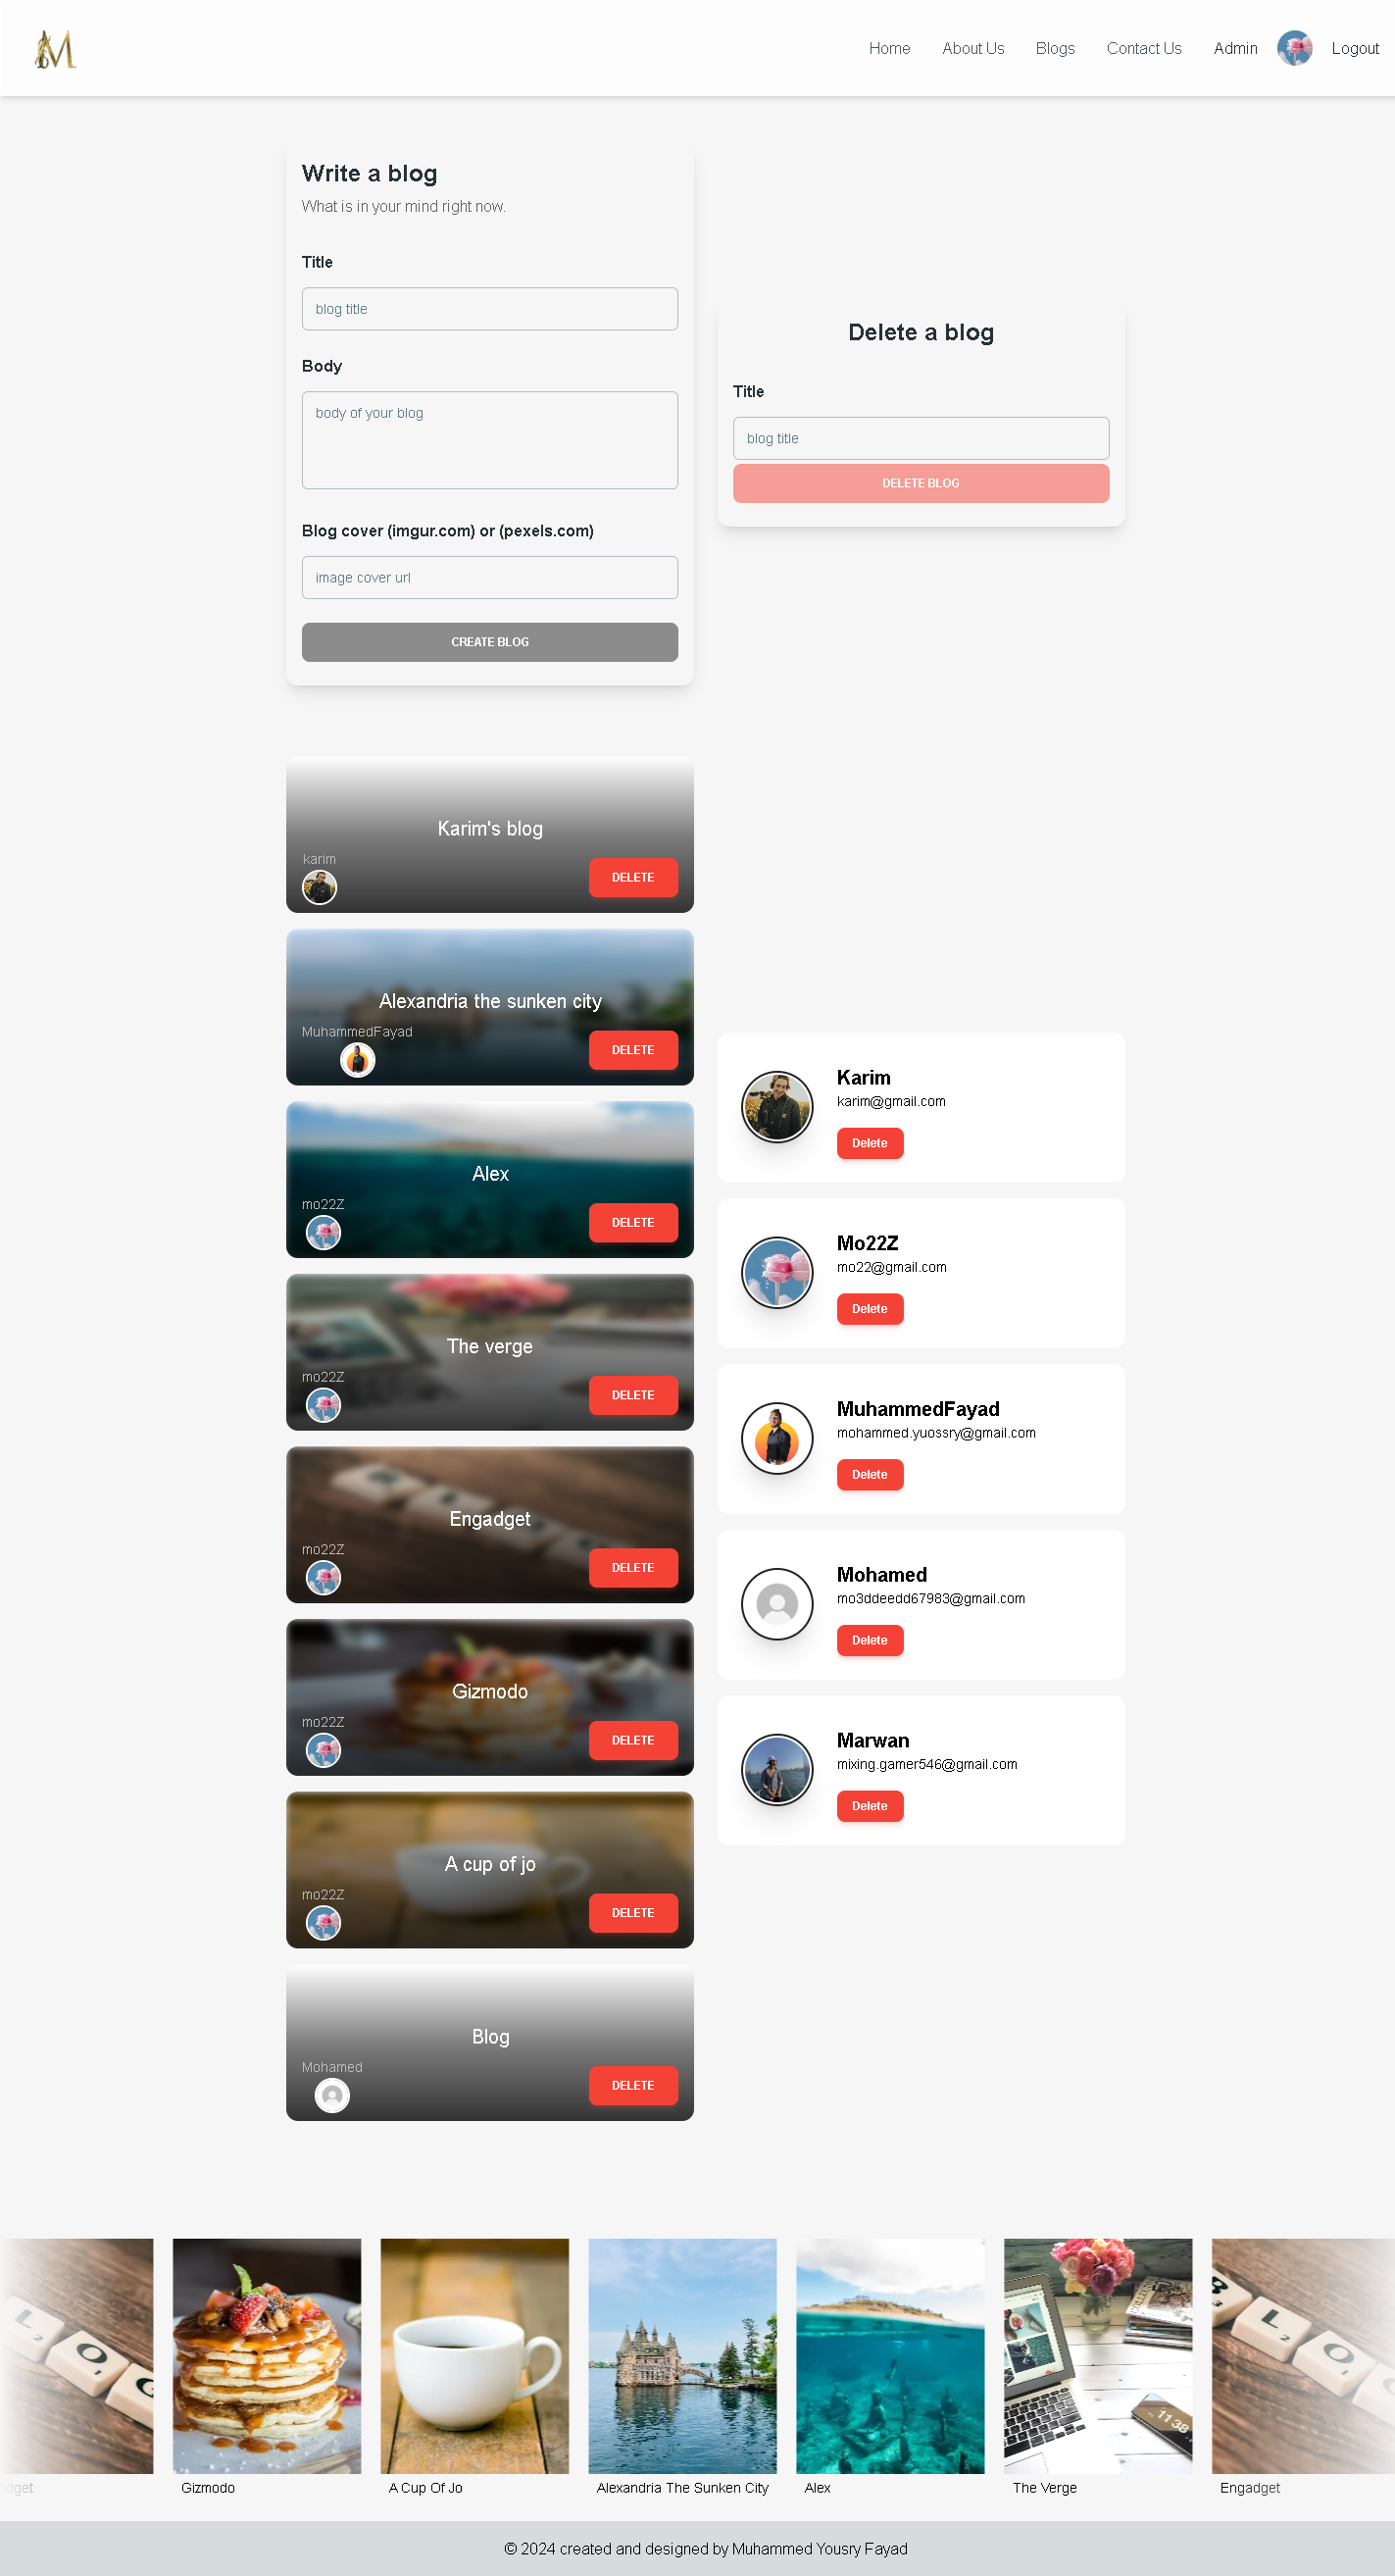 M
Home About Us Blogs Contact Us Admin Logout
Write a blog
What is in your mind right now.
Title
blog title
Body
body of your blog
Blog cover (imgur.com) or (pexels.com)
image cover url
CREATE BLOG
Delete a blog
Title
blog title
DELETE BLOG
Karim's blog
karim
DELETE
Alexandria the sunken city
MuhammedFayad
DELETE
Alex
mo22Z
DELETE
The verge
mo22Z
DELETE
Engadget
mo22Z
DELETE
Gizmodo
mo22Z
DELETE
A cup of jo
mo22Z
DELETE
Blog
Mohamed
DELETE
Karim
karim@gmail.com
Delete
Mo22Z
mo22@gmail.com
Delete
MuhammedFayad
mohammed.yuossry@gmail.com
Delete
Mohamed
mo3ddeedd67983@gmail.com
Delete
Marwan
mixing.gamer546@gmail.com
Delete
L O G
11:38
B L O G
dget Gizmodo A Cup Of Jo Alexandria The Sunken City Alex The Verge Engadget
© 2024 created and designed by Muhammed Yousry Fayad